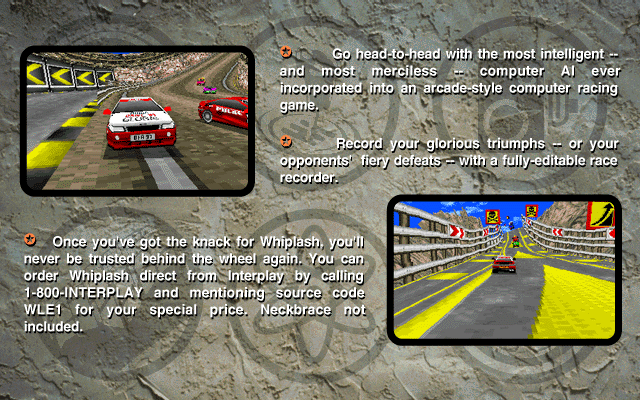 Go head-to-head with the most intelligent --
and most merciless -- computer AI ever
incorporated into an arcade-style computer racing
game.
Record your glorious triumphs -- or your
opponents' fiery defeats -- with a fully-editable race
recorder.
Once you've got the knack for Whiplash, you'll
never be trusted behind the wheel again. You can
order Whiplash direct from Interplay by calling
1-800-INTERPLAY and mentioning source code
WLE1 for your special price. Neckbrace not
included.